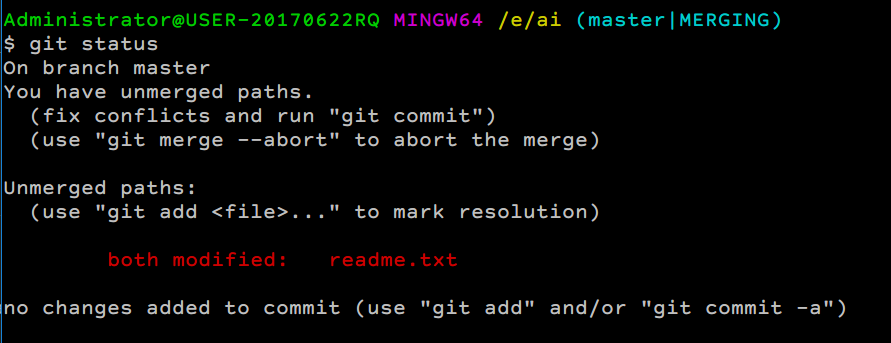 Administrator@USER-20170622RQ MINGW64 /e/ai (master|MERGING)
$ git status
On branch master
You have unmerged paths.
  (fix conflicts and run "git commit")
  (use "git merge --abort" to abort the merge)

Unmerged paths:
  (use "git add <file>..." to mark resolution)

        both modified:   readme.txt

no changes added to commit (use "git add" and/or "git commit -a")